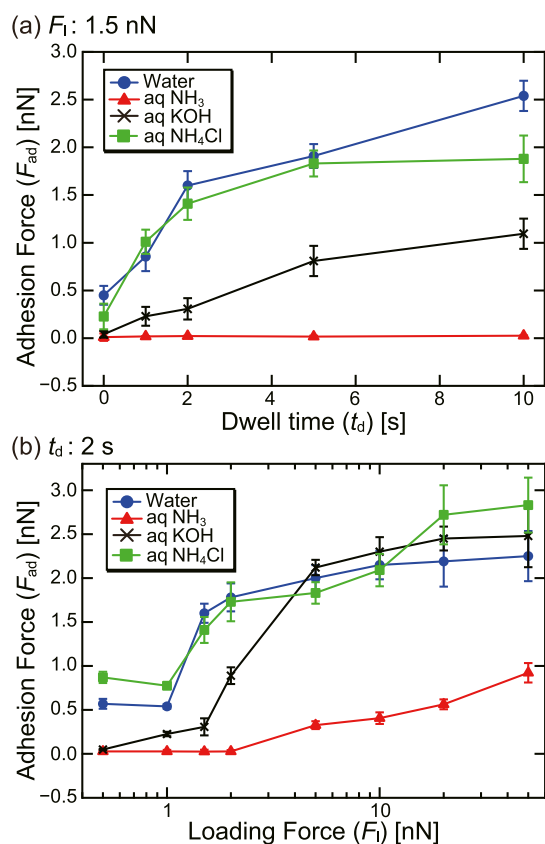 (a) Fₗ : 1.5 nN
3.0
2.5
2.0
1.5
1.0
0.5
0.0
−0.5
Adhesion Force (F_ad) [nN]
Water
aq NH₃
aq KOH
aq NH₄Cl
0 2 4 6 8 10
Dwell time (t_d) [s]
(b) t_d : 2 s
3.0
2.5
2.0
1.5
1.0
0.5
0.0
−0.5
Adhesion Force (F_ad) [nN]
Water
aq NH₃
aq KOH
aq NH₄Cl
1 10
Loading Force (Fₗ) [nN]